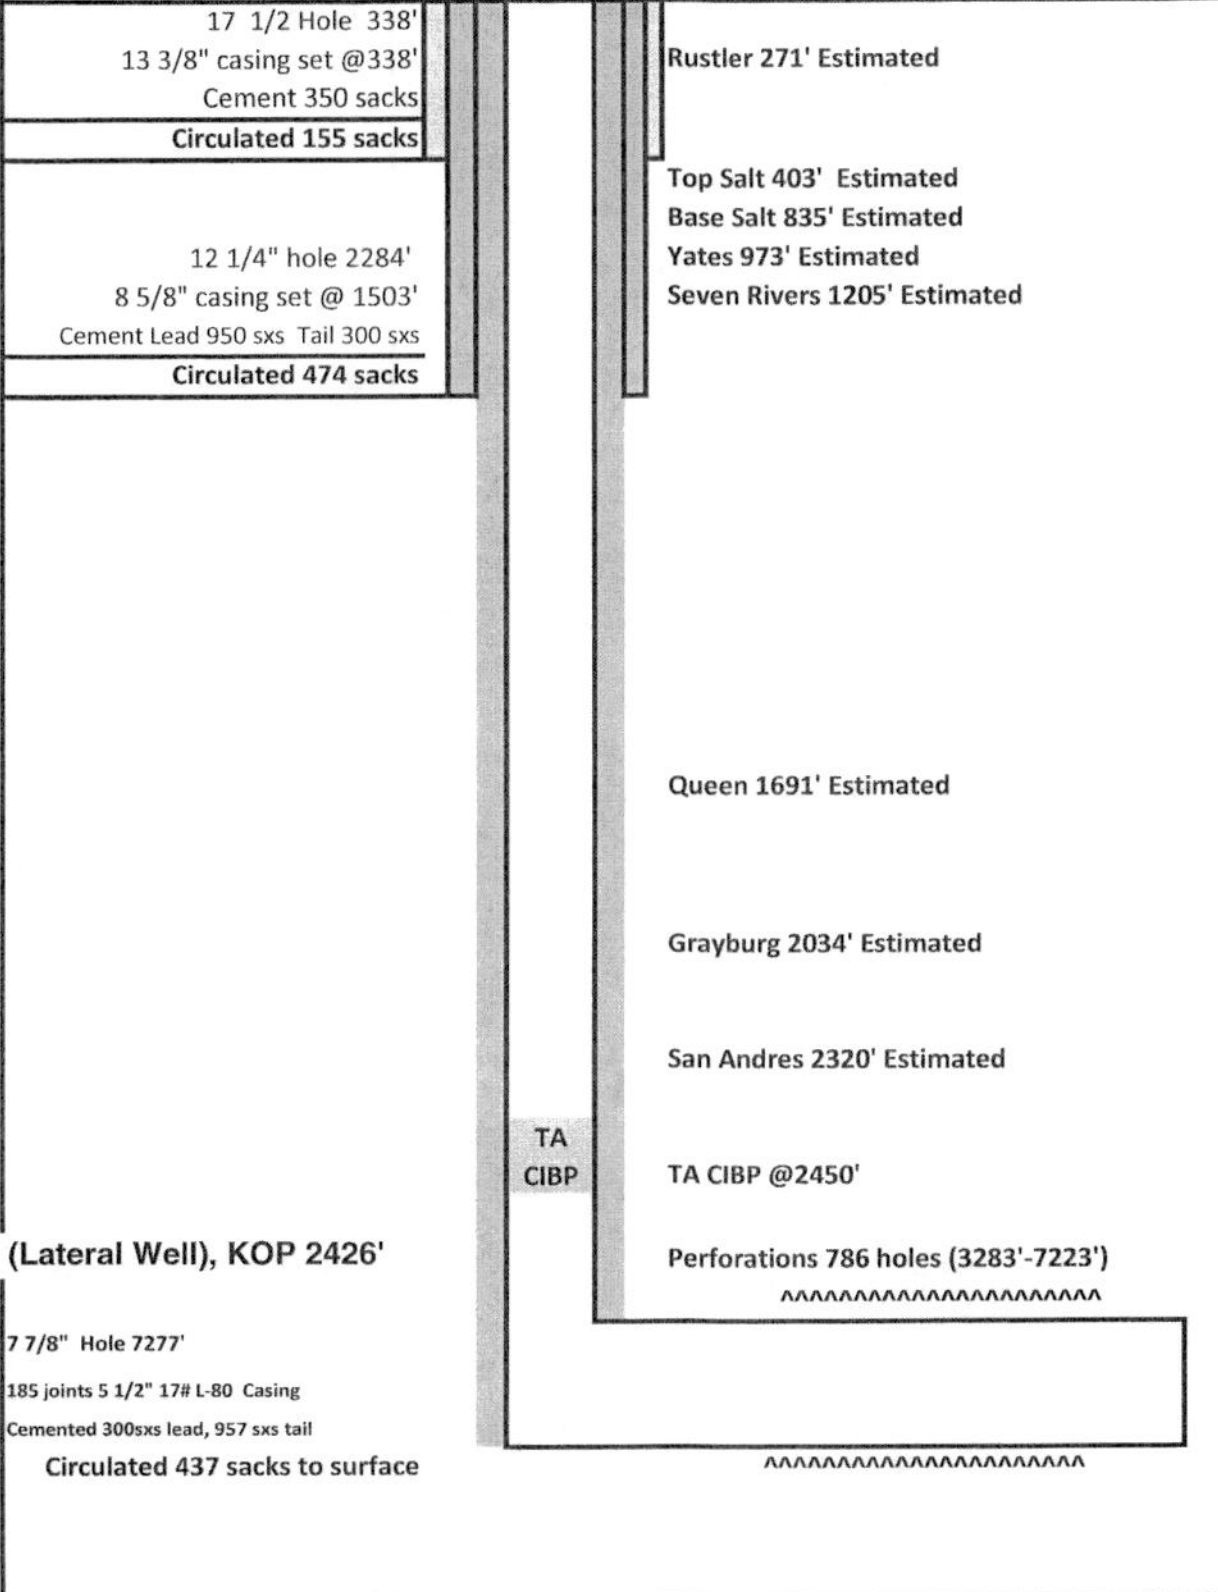 17  1/2 Hole  338'
13 3/8" casing set @338'
Cement 350 sacks
Circulated 155 sacks
Rustler 271' Estimated
Top Salt 403'  Estimated
Base Salt 835' Estimated
Yates 973' Estimated
Seven Rivers 1205' Estimated
12 1/4" hole 2284'
8 5/8" casing set @ 1503'
Cement Lead 950 sxs  Tail 300 sxs
Circulated 474 sacks
Queen 1691' Estimated
Grayburg 2034' Estimated
San Andres 2320' Estimated
TA
CIBP
TA CIBP @2450'
(Lateral Well), KOP 2426'
Perforations 786 holes (3283'-7223')
^^^^^^^^^^^^^^^^^^^^^^
7 7/8"  Hole 7277'
185 joints 5 1/2" 17# L-80  Casing
Cemented 300sxs lead, 957 sxs tail
Circulated 437 sacks to surface
^^^^^^^^^^^^^^^^^^^^^^